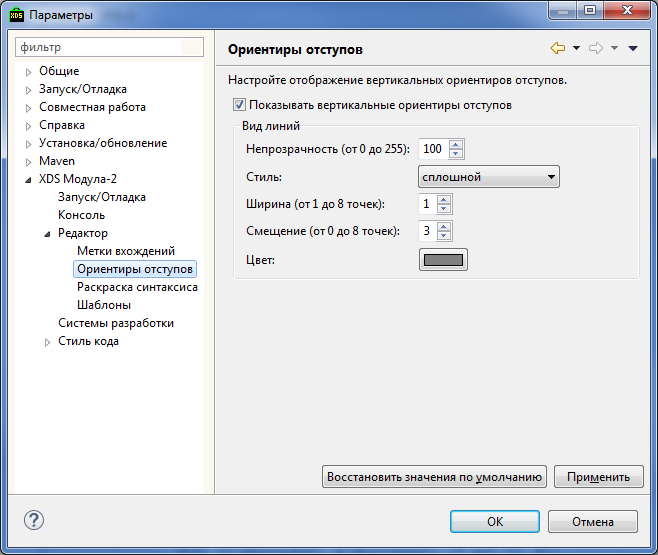 XDS Параметры
фильтр
Общие
Запуск/Отладка
Совместная работа
Справка
Установка/обновление
Maven
XDS Модула-2
Запуск/Отладка
Консоль
Редактор
Метки вхождений
Ориентиры отступов
Раскраска синтаксиса
Шаблоны
Системы разработки
Стиль кода
Ориентиры отступов
Настройте отображение вертикальных ориентиров отступов.
Показывать вертикальные ориентиры отступов
Вид линий
Непрозрачность (от 0 до 255): 100
Стиль: сплошной
Ширина (от 1 до 8 точек): 1
Смещение (от 0 до 8 точек): 3
Цвет:
Восстановить значения по умолчанию Применить
? OK Отмена